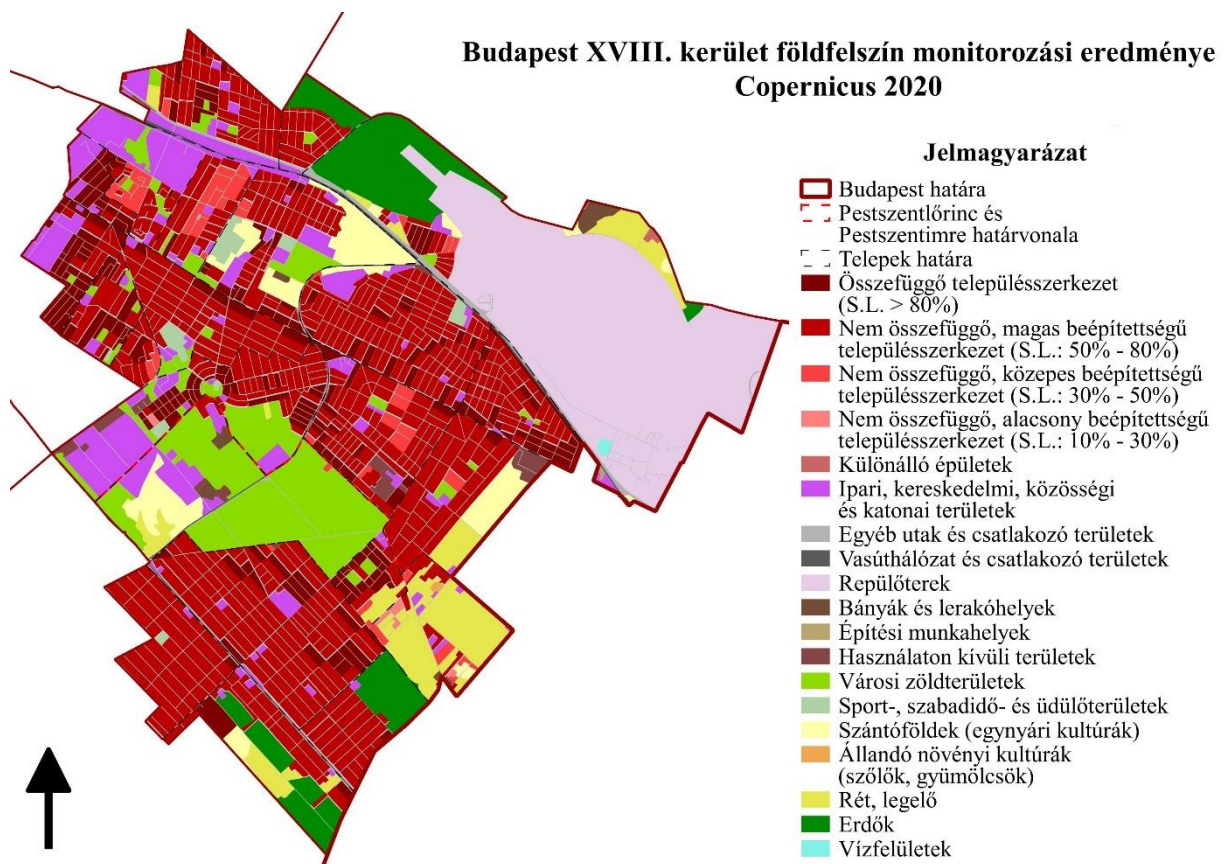 Budapest XVIII. kerület földfelszín monitorozási eredménye
Copernicus 2020
Jelmagyarázat
Budapest határa
Pestszentlőrinc és
Pestszentimre határvonala
Telepek határa
Összefüggő településszerkezet
(S.L. > 80%)
Nem összefüggő, magas beépítettségű
településszerkezet (S.L.: 50% - 80%)
Nem összefüggő, közepes beépítettségű
településszerkezet (S.L.: 30% - 50%)
Nem összefüggő, alacsony beépítettségű
településszerkezet (S.L.: 10% - 30%)
Különálló épületek
Ipari, kereskedelmi, közösségi
és katonai területek
Egyéb utak és csatlakozó területek
Vasúthálózat és csatlakozó területek
Repülőterek
Bányák és lerakóhelyek
Építési munkahelyek
Használaton kívüli területek
Városi zöldterületek
Sport-, szabadidő- és üdülőterületek
Szántóföldek (egynyári kultúrák)
Állandó növényi kultúrák
(szőlők, gyümölcsök)
Rét, legelő
Erdők
Vízfelületek